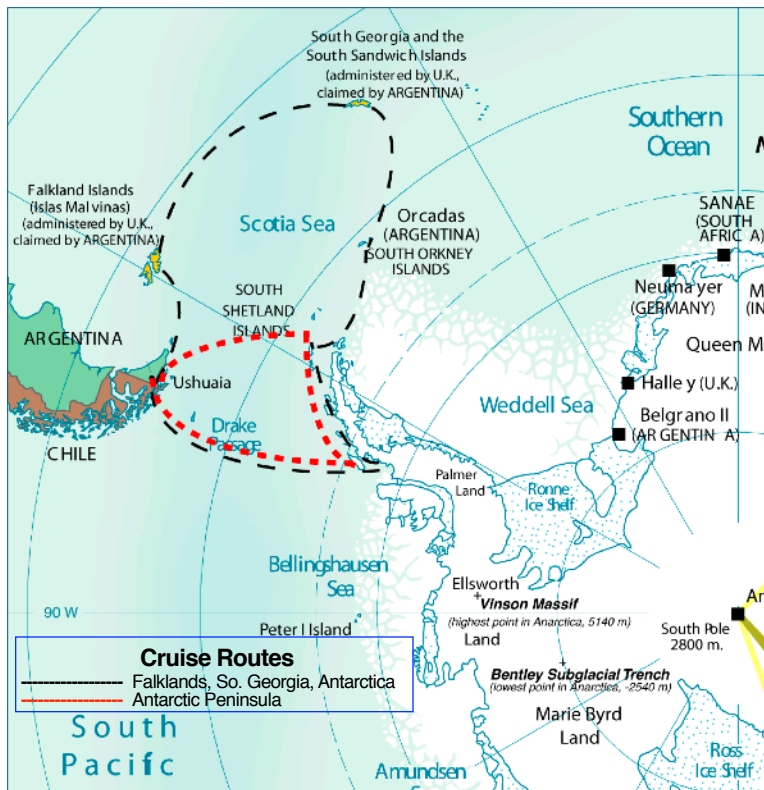 South Georgia and the
South Sandwich Islands
(administered by U.K.,
claimed by ARGENTINA)
Southern
Ocean
Falkland Islands
(Islas Malvinas)
(administered by U.K.,
claimed by ARGENTINA)
Scotia Sea
Orcadas
(ARGENTINA)
SOUTH ORKNEY
ISLANDS
SANAE
(SOUTH
AFRICA)
Neumayer
(GERMANY)
M
(IN
SOUTH
SHETLAND
ISLANDS
ARGENTINA
Queen M
Ushuaia
Halley (U.K.)
Weddell Sea
Belgrano II
(ARGENTINA)
Drake
Passage
CHILE
Palmer
Land
Ronne
Ice Shelf
Bellingshausen
Sea
Ellsworth
Vinson Massif
(highest point in Anarctica, 5140 m)
Land
90 W
Peter I Island
An
South Pole
2800 m.
Cruise Routes
Falklands, So. Georgia, Antarctica
Antarctic Peninsula
Bentley Subglacial Trench
(lowest point in Anarctica, -2540 m)
Marie Byrd
Land
South
Pacific
Ross
Ice Shelf
Amundsen